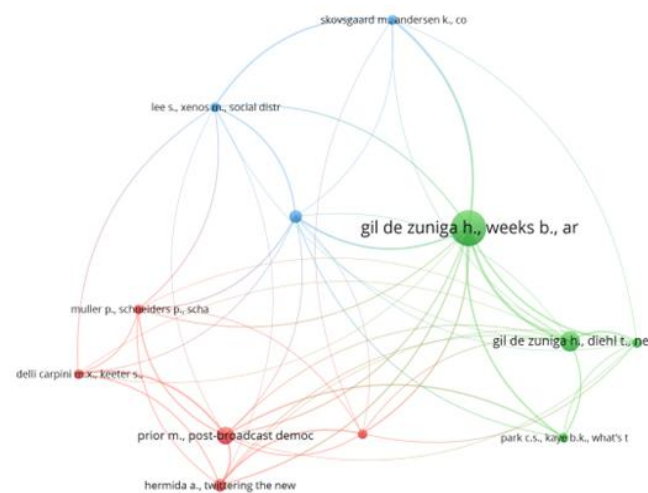 skovsgaard m., andersen k., co
lee s., xenos m., social distr
gil de zuniga h., weeks b., ar
muller p., schneiders p., scha
gil de zuniga h., diehl t., ne
delli carpini m.x., keeter s.,
prior m., post-broadcast democ
park c.s., kaye b.k., what's t
hermida a., twittering the new